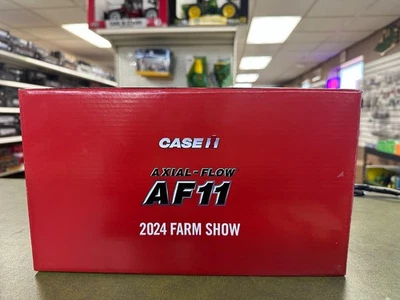 CASE IH
AXIAL-FLOW
AF11
2024 FARM SHOW